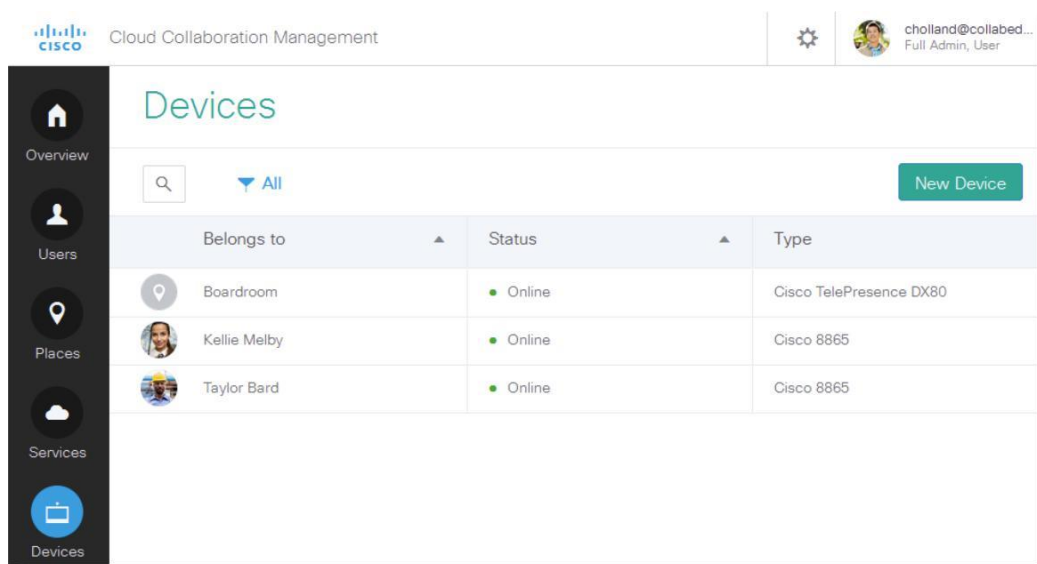 CISCO
Cloud Collaboration Management
cholland@collabed...
Full Admin, User
Overview
Users
Places
Services
Devices
Devices
All
New Device
Belongs to Status Type
Boardroom Online Cisco TelePresence DX80
Kellie Melby Online Cisco 8865
Taylor Bard Online Cisco 8865